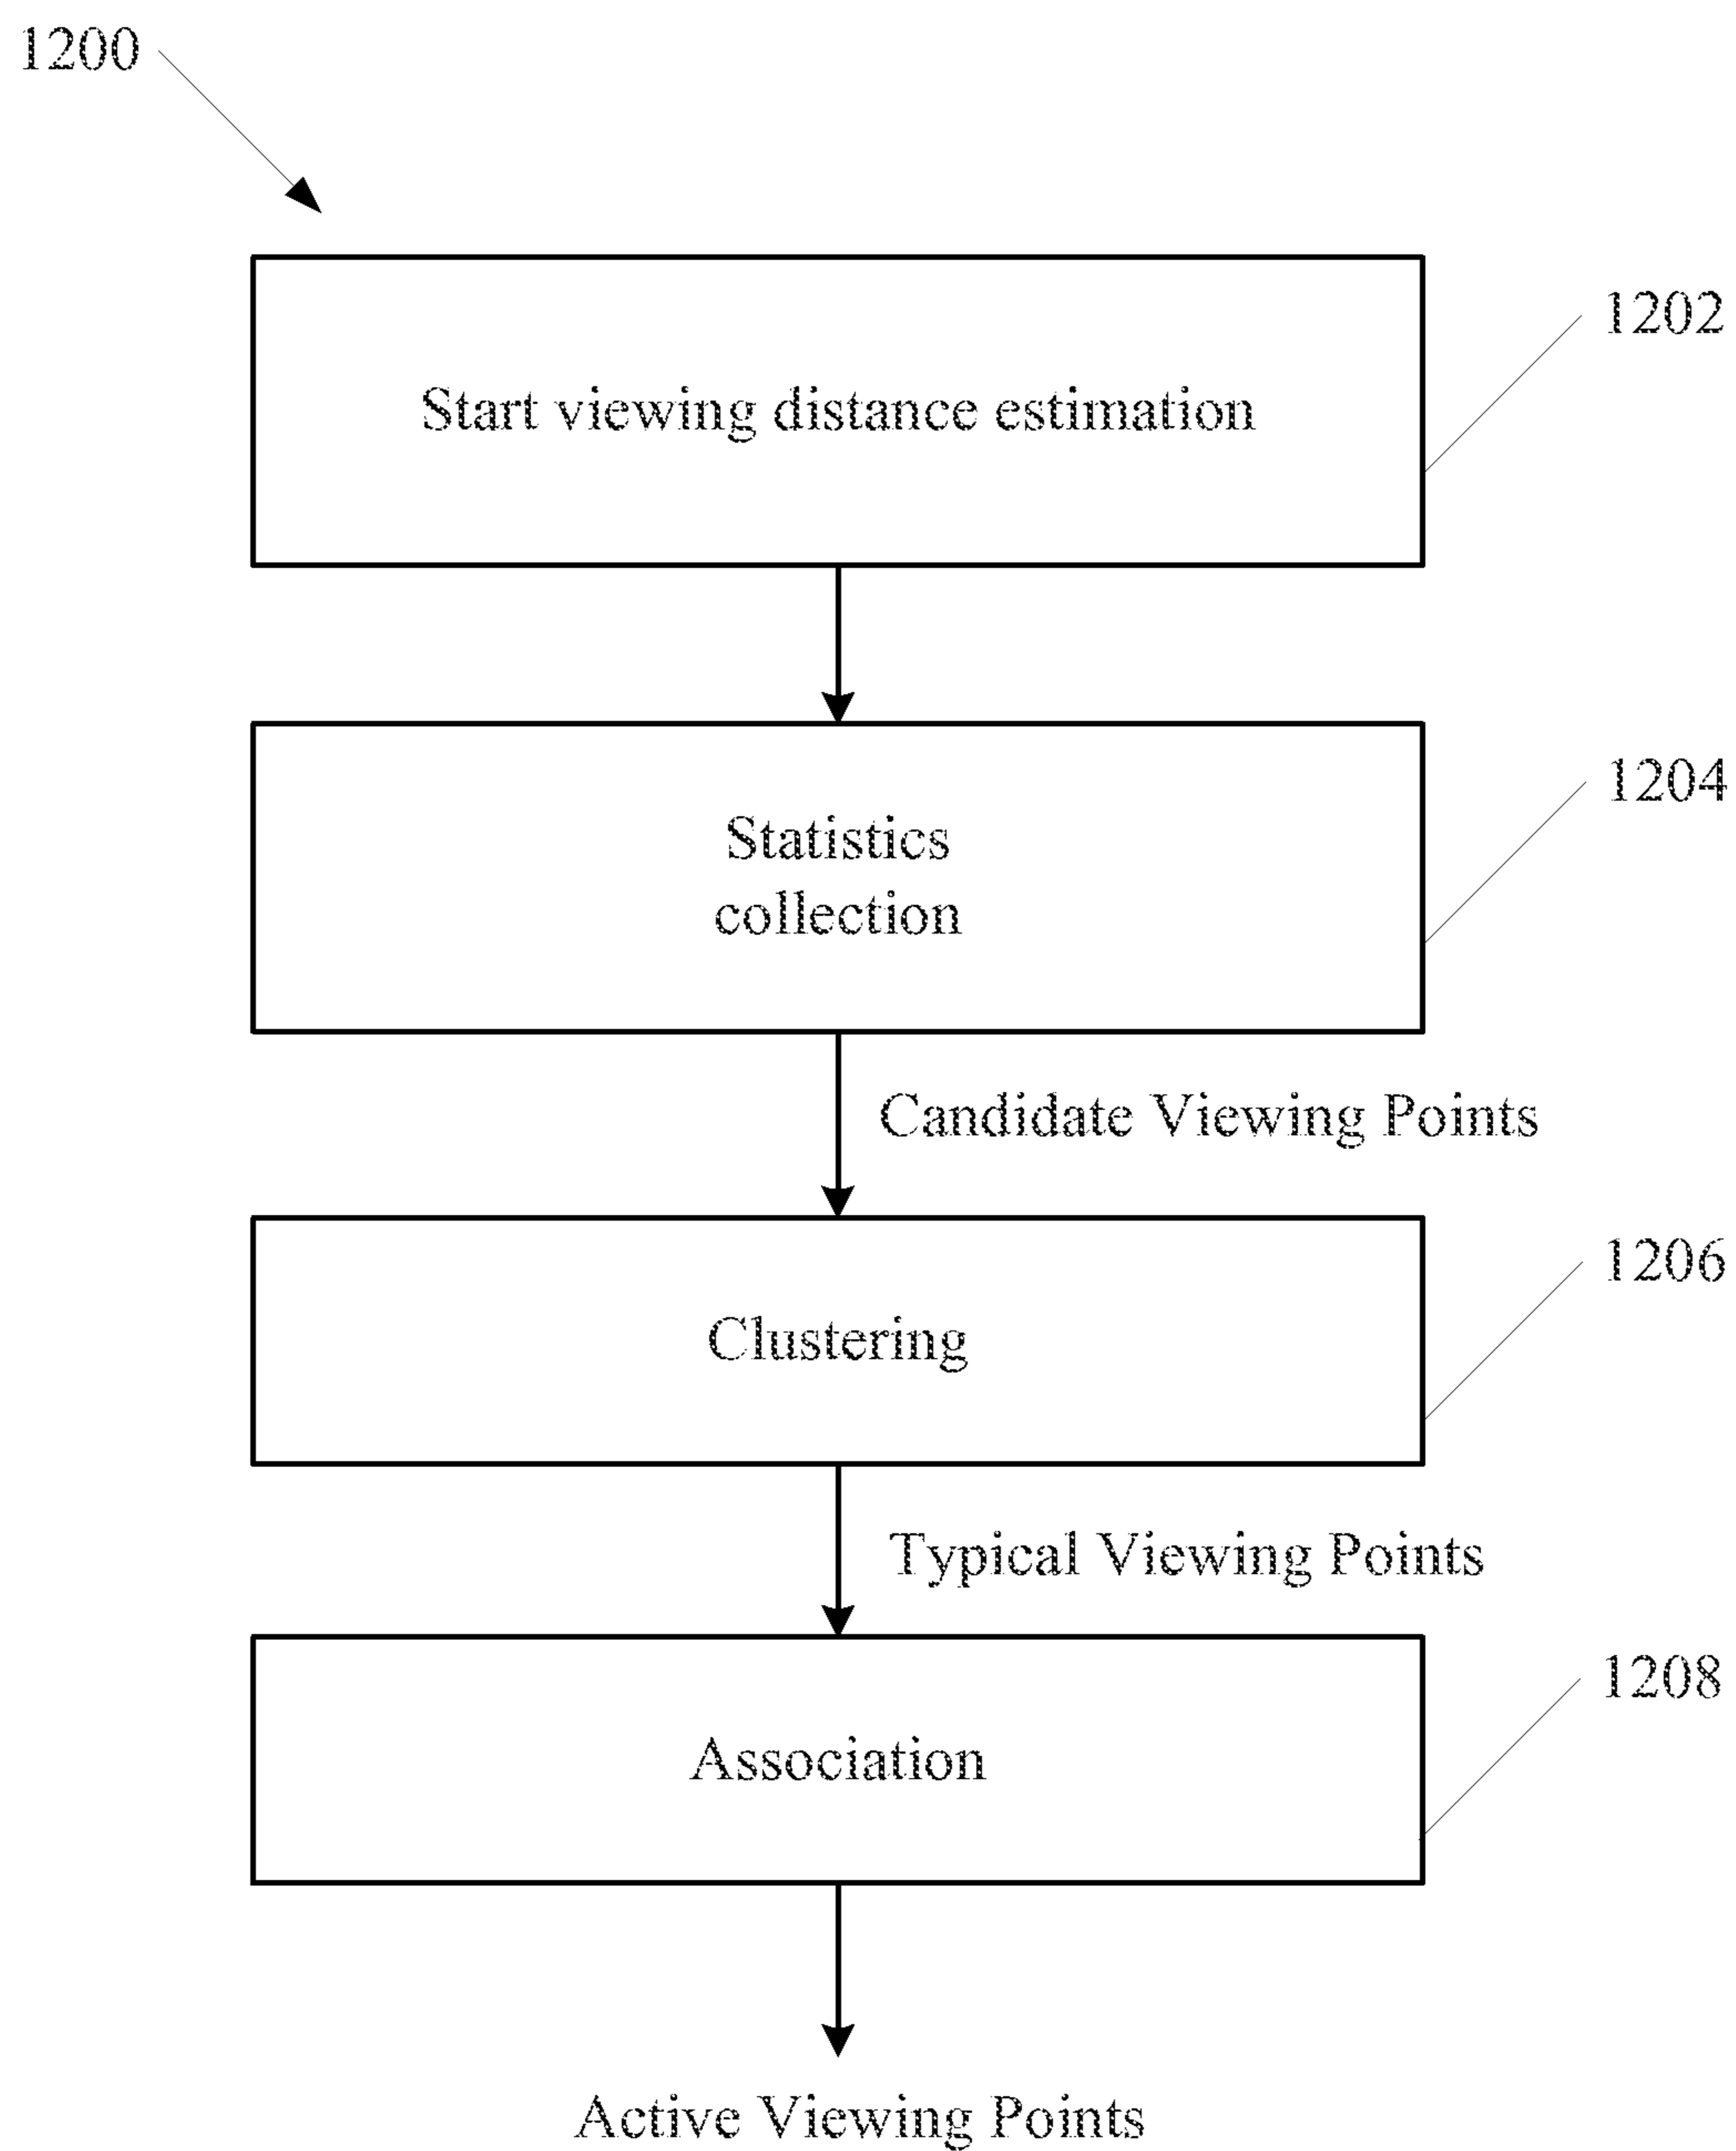 1200
1202
Start viewing distance estimation
1204
Statistics
collection
Candidate Viewing Points
1206
Clustering
Typical Viewing Points
1208
Association
Active Viewing Points